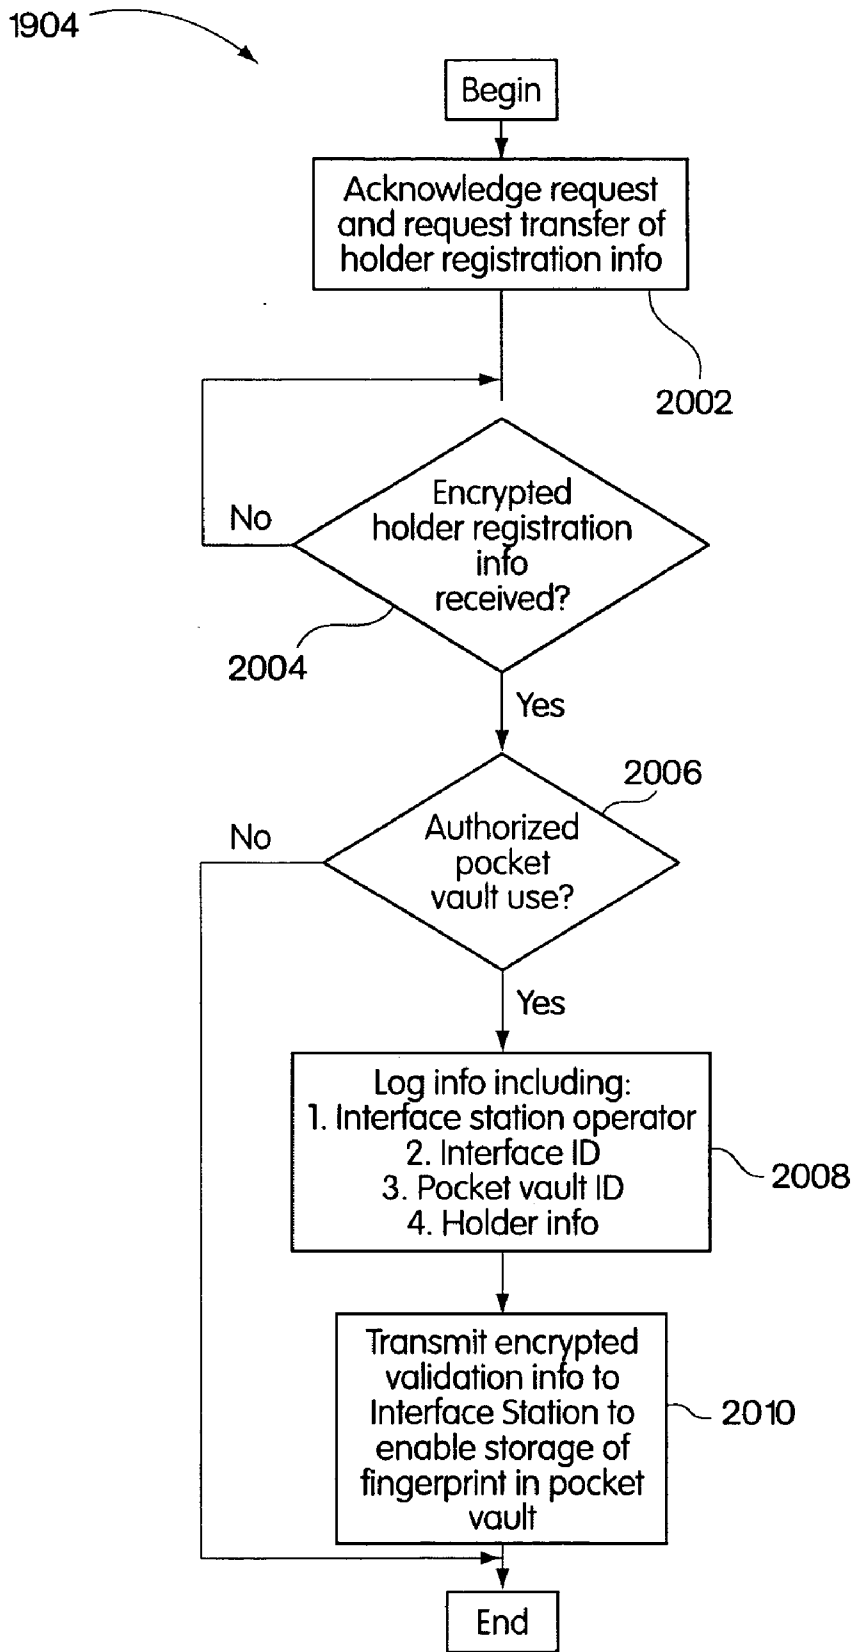 1904
Begin
Acknowledge request
and request transfer of
holder registration info
2002
Encrypted
holder registration
info
received?
No
2004
Yes
2006
Authorized
pocket
vault use?
No
Yes
Log info including:
1. Interface station operator
2. Interface ID
3. Pocket vault ID
4. Holder info
2008
Transmit encrypted
validation info to
Interface Station to
enable storage of
fingerprint in pocket
vault
2010
End